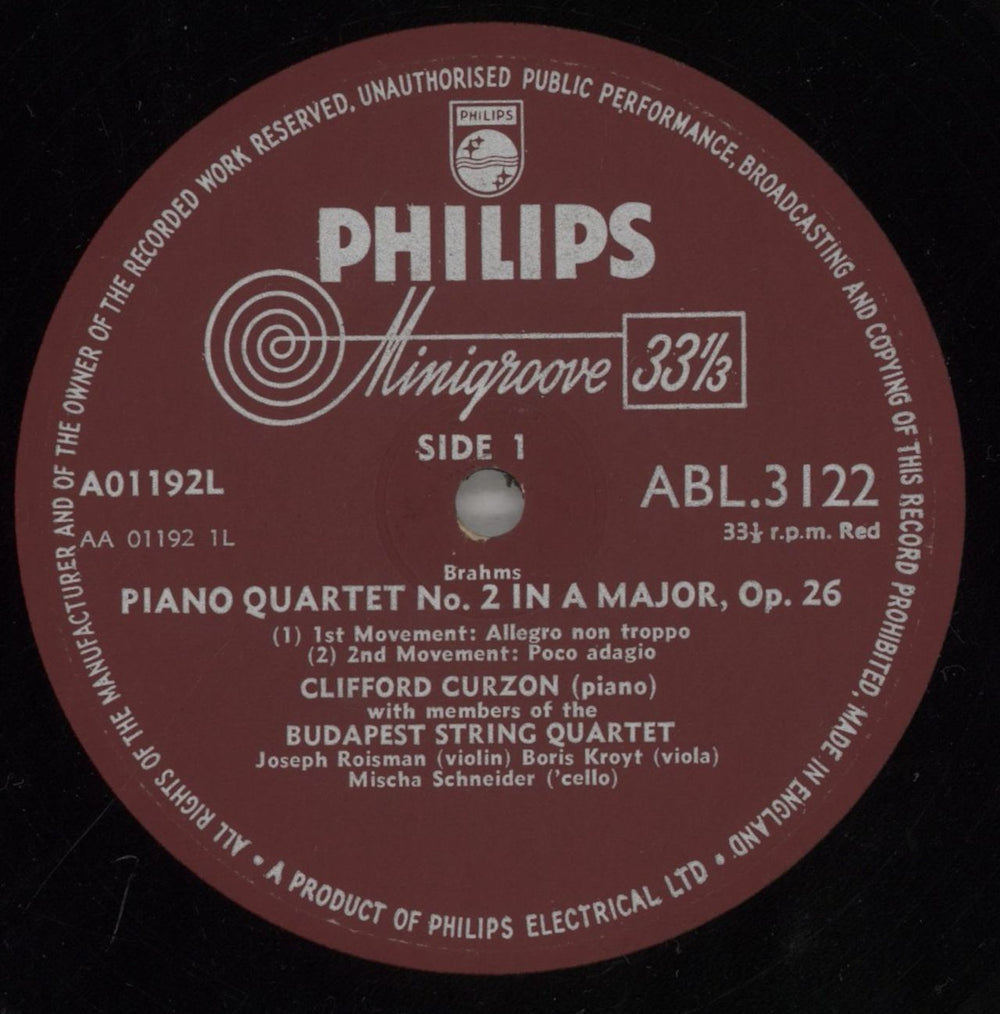 ALL RIGHTS OF THE MANUFACTURER AND OF THE OWNER OF THE RECORDED WORK RESERVED, UNAUTHORISED PUBLIC PERFORMANCE, BROADCASTING AND COPYING OF THIS RECORD PROHIBITED, MADE IN ENGLAND •
PHILIPS
PHILIPS
Minigroove 33⅓
SIDE 1
A01192L
ABL.3122
AA 01192 1L
33⅓ r.p.m. Red
Brahms
PIANO QUARTET No. 2 IN A MAJOR, Op. 26
(1) 1st Movement: Allegro non troppo
(2) 2nd Movement: Poco adagio
CLIFFORD CURZON (piano)
with members of the
BUDAPEST STRING QUARTET
Joseph Roisman (violin) Boris Kroyt (viola)
Mischa Schneider ('cello)
A PRODUCT OF PHILIPS ELECTRICAL LTD •